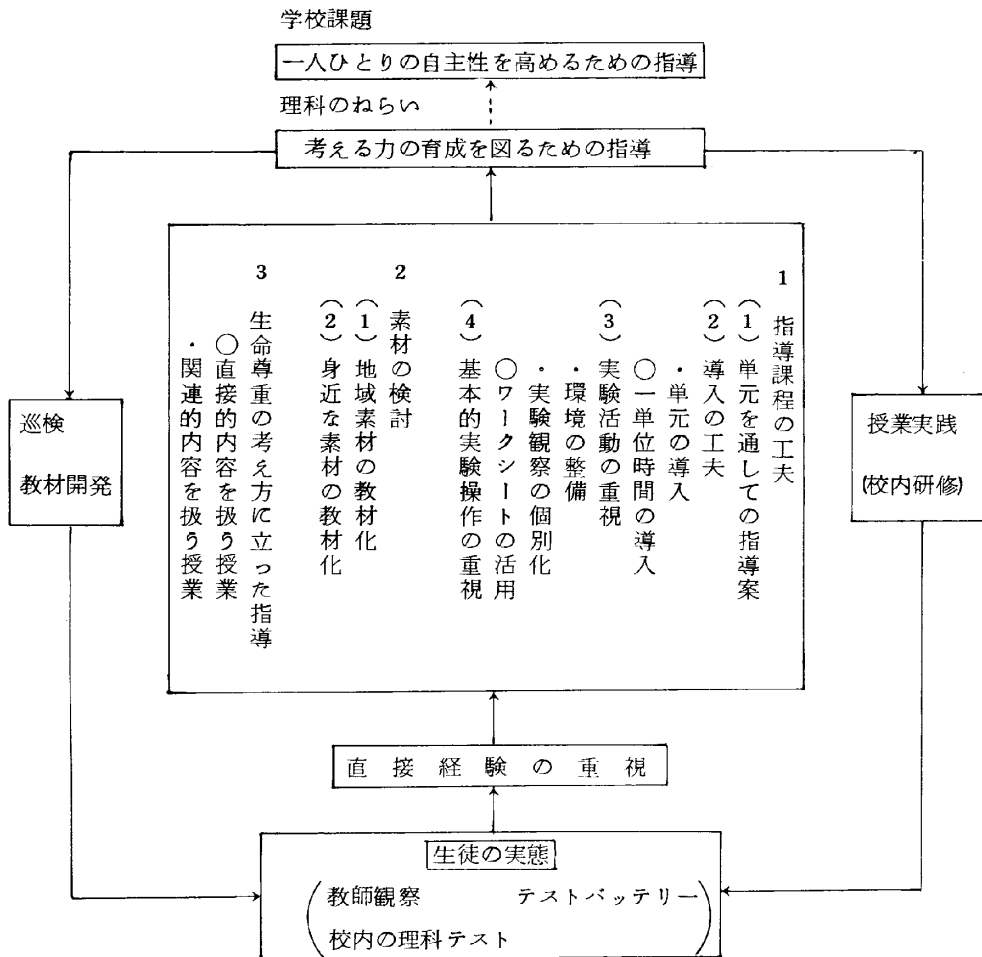 学校課題
一人ひとりの自主性を高めるための指導
理科のねらい
考える力の育成を図るための指導
1 指導課程の工夫
(1) 単元を通しての指導案
(2) 導入の工夫
・単元の導入
○一単位時間の導入
(3) 実験活動の重視
・環境の整備
・実験観察の個別化
○ワークシートの活用
(4) 基本的実験操作の重視
2 素材の検討
(1) 地域素材の教材化
(2) 身近な素材の教材化
3 生命尊重の考え方に立った指導
○直接的内容を扱う授業
・関連的内容を扱う授業
巡検
教材開発
授業実践
(校内研修)
直接経験の重視
生徒の実態
教師観察 テストバッテリー
校内の理科テスト